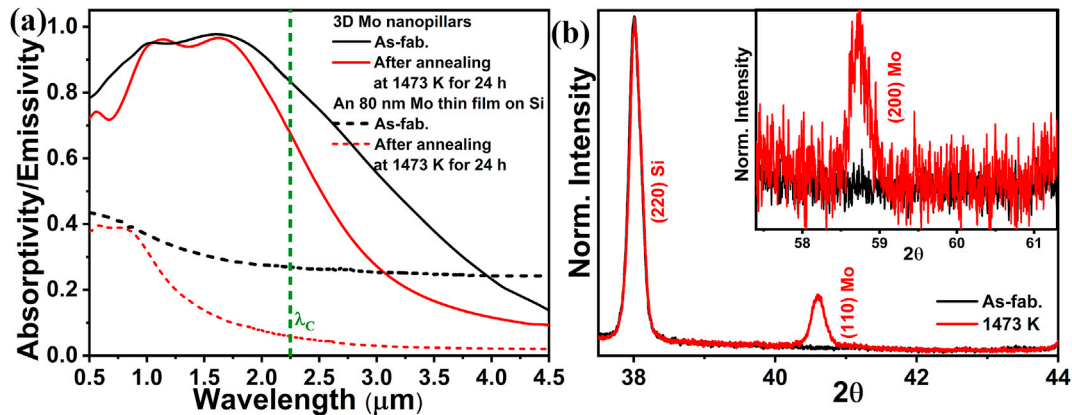 (a)
3D Mo nanopillars
As-fab.
After annealing
at 1473 K for 24 h
An 80 nm Mo thin film on Si
As-fab.
After annealing
at 1473 K for 24 h
λC
Absorptivity/Emissivity
1.0
0.8
0.6
0.4
0.2
0.0
0.5 1.0 1.5 2.0 2.5 3.0 3.5 4.0 4.5
Wavelength (μm)
(b)
Norm. Intensity
(220) Si
(110) Mo
As-fab.
1473 K
38 40 42 44
2θ
Norm. Intensity
(200) Mo
58 59 60 61
2θ